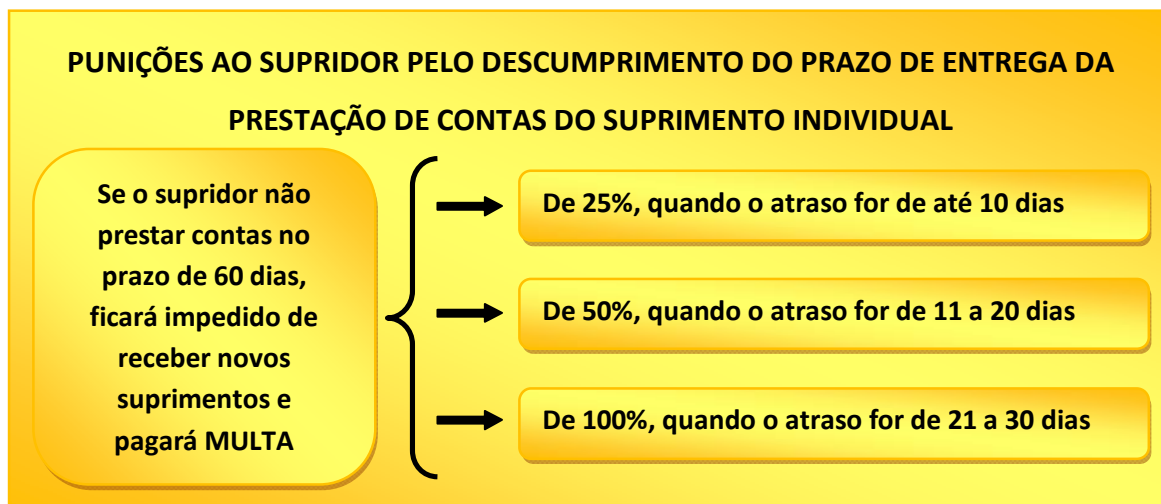 PUNIÇÕES AO SUPRIDOR PELO DESCUMPRIMENTO DO PRAZO DE ENTREGA DA
PRESTAÇÃO DE CONTAS DO SUPRIMENTO INDIVIDUAL
Se o supridor não
prestar contas no
prazo de 60 dias,
ficará impedido de
receber novos
suprimentos e
pagará MULTA
De 25%, quando o atraso for de até 10 dias
De 50%, quando o atraso for de 11 a 20 dias
De 100%, quando o atraso for de 21 a 30 dias